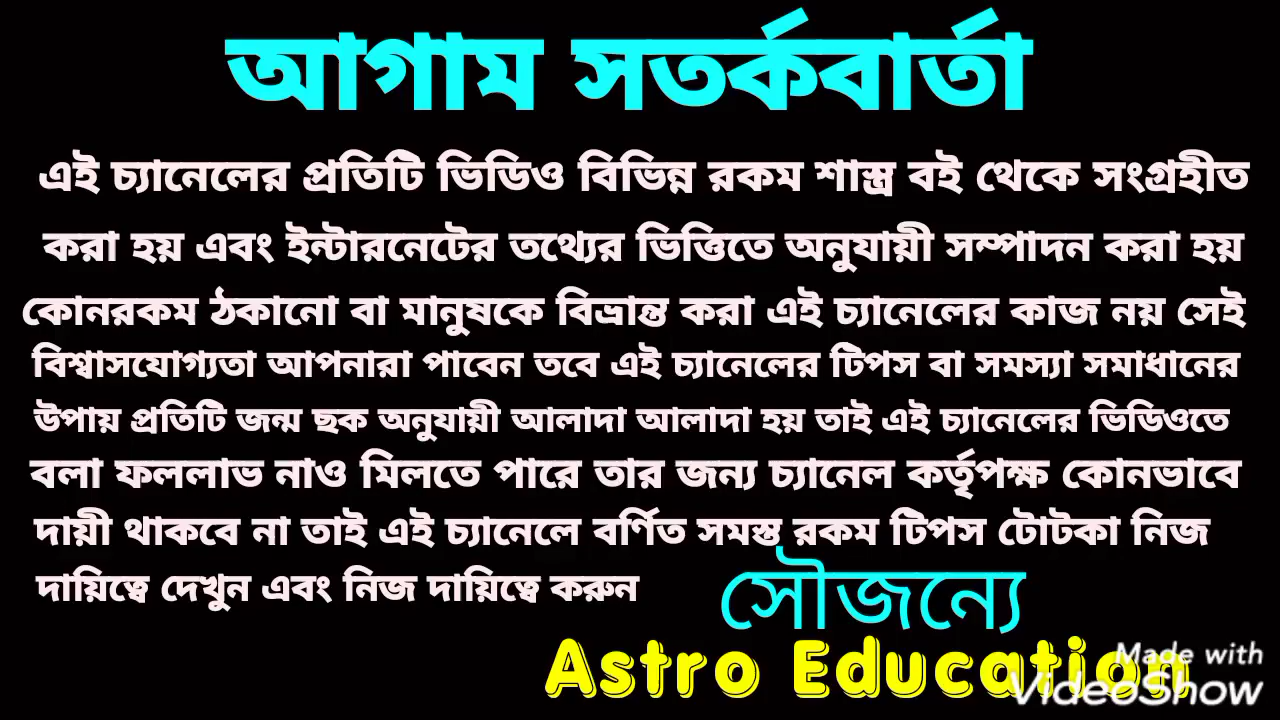 আগাম সতর্কবার্তা
এই চ্যানেলের প্রতিটি ভিডিও বিভিন্ন রকম শাস্ত্র বই থেকে সংগ্রহীত
করা হয় এবং ইন্টারনেটের তথ্যের ভিত্তিতে অনুযায়ী সম্পাদন করা হয়
কোনরকম ঠকানো বা মানুষকে বিভ্রান্ত করা এই চ্যানেলের কাজ নয় সেই
বিশ্বাসযোগ্যতা আপনারা পাবেন তবে এই চ্যানেলের টিপস বা সমস্যা সমাধানের
উপায় প্রতিটি জন্ম ছক অনুযায়ী আলাদা আলাদা হয় তাই এই চ্যানেলের ভিডিওতে
বলা ফললাভ নাও মিলতে পারে তার জন্য চ্যানেল কর্তৃপক্ষ কোনভাবে
দায়ী থাকবে না তাই এই চ্যানেলে বর্ণিত সমস্ত রকম টিপস টোটকা নিজ
দায়িত্বে দেখুন এবং নিজ দায়িত্বে করুন
সৌজন্যে
Astro Education
Made with
VideoShow